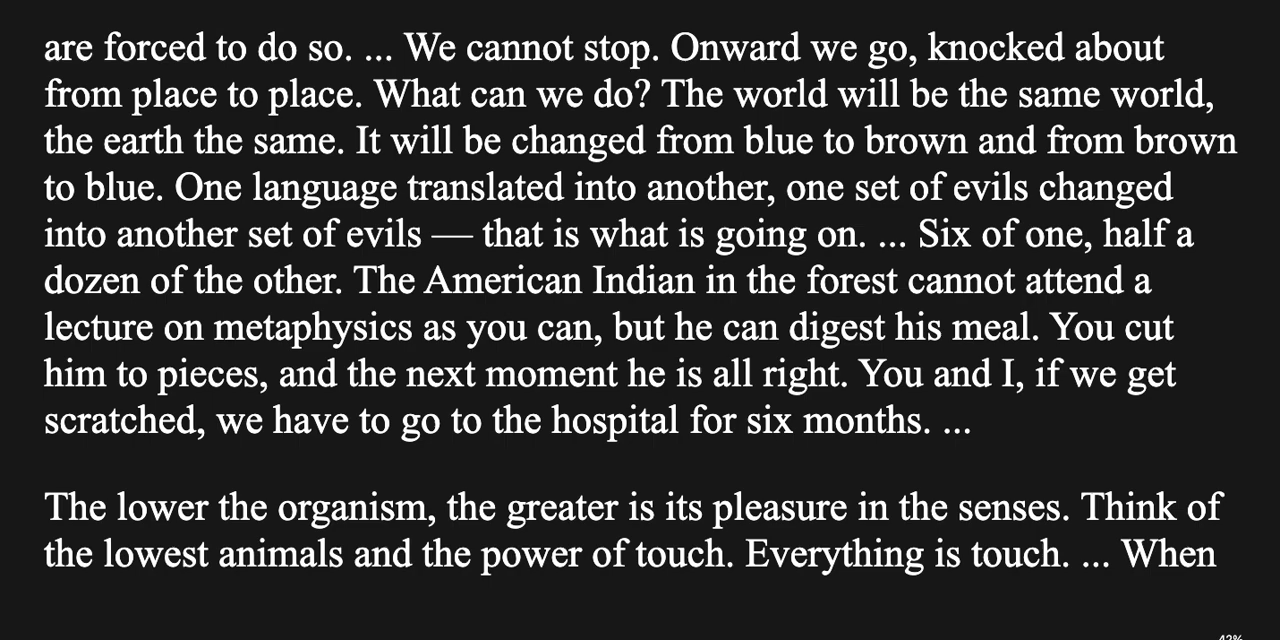 are forced to do so. ... We cannot stop. Onward we go, knocked about
from place to place. What can we do? The world will be the same world,
the earth the same. It will be changed from blue to brown and from brown
to blue. One language translated into another, one set of evils changed
into another set of evils — that is what is going on. ... Six of one, half a
dozen of the other. The American Indian in the forest cannot attend a
lecture on metaphysics as you can, but he can digest his meal. You cut
him to pieces, and the next moment he is all right. You and I, if we get
scratched, we have to go to the hospital for six months. ...
The lower the organism, the greater is its pleasure in the senses. Think of
the lowest animals and the power of touch. Everything is touch. ... When